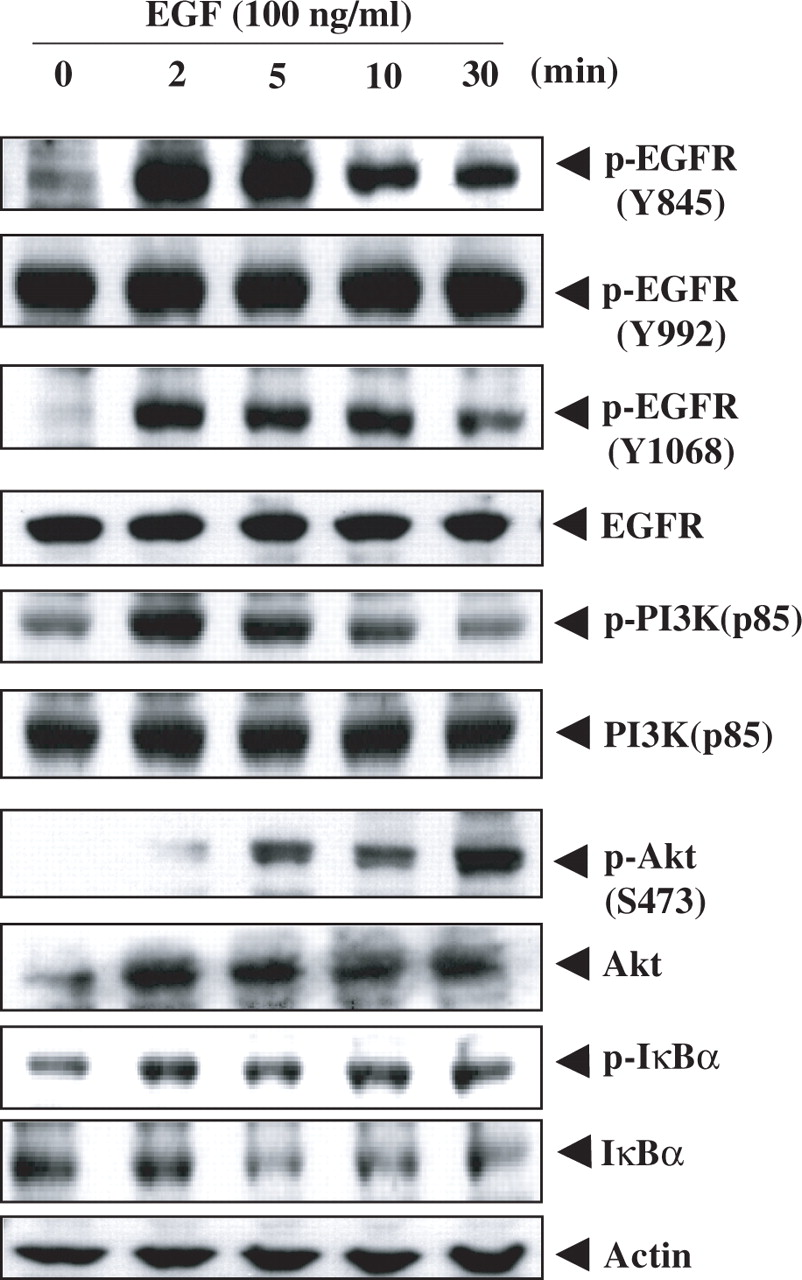 EGF (100 ng/ml)
0 2 5 10 30 (min)
p-EGFR
(Y845)
p-EGFR
(Y992)
p-EGFR
(Y1068)
EGFR
p-PI3K(p85)
PI3K(p85)
p-Akt
(S473)
Akt
p-IκBα
IκBα
Actin